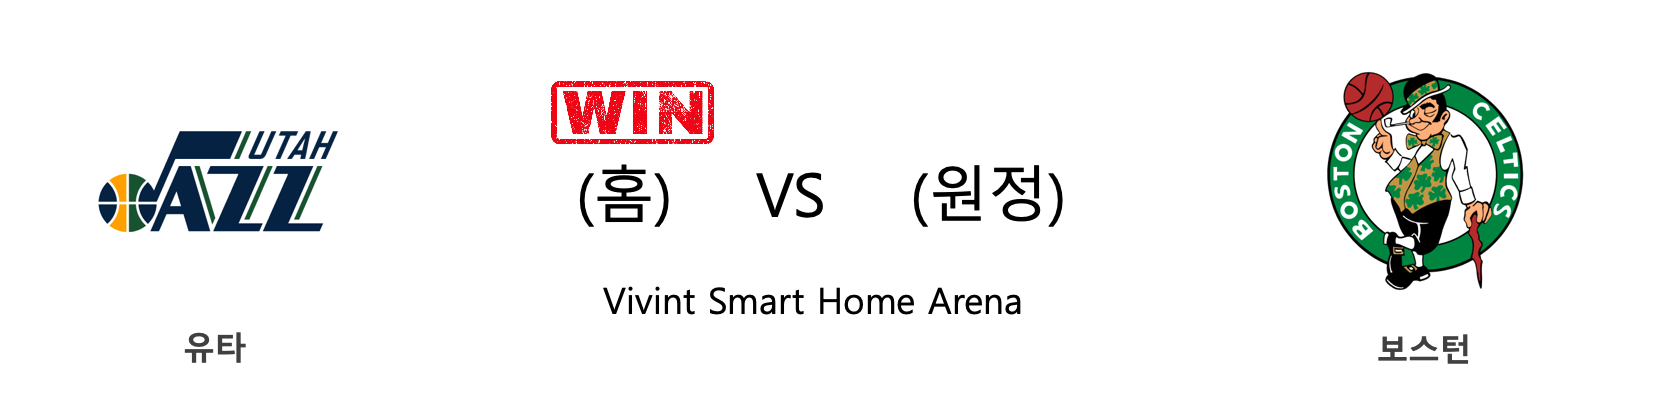 UTAH
JAZZ
유타
WIN
(홈) VS (원정)
Vivint Smart Home Arena
BOSTON CELTICS
보스턴